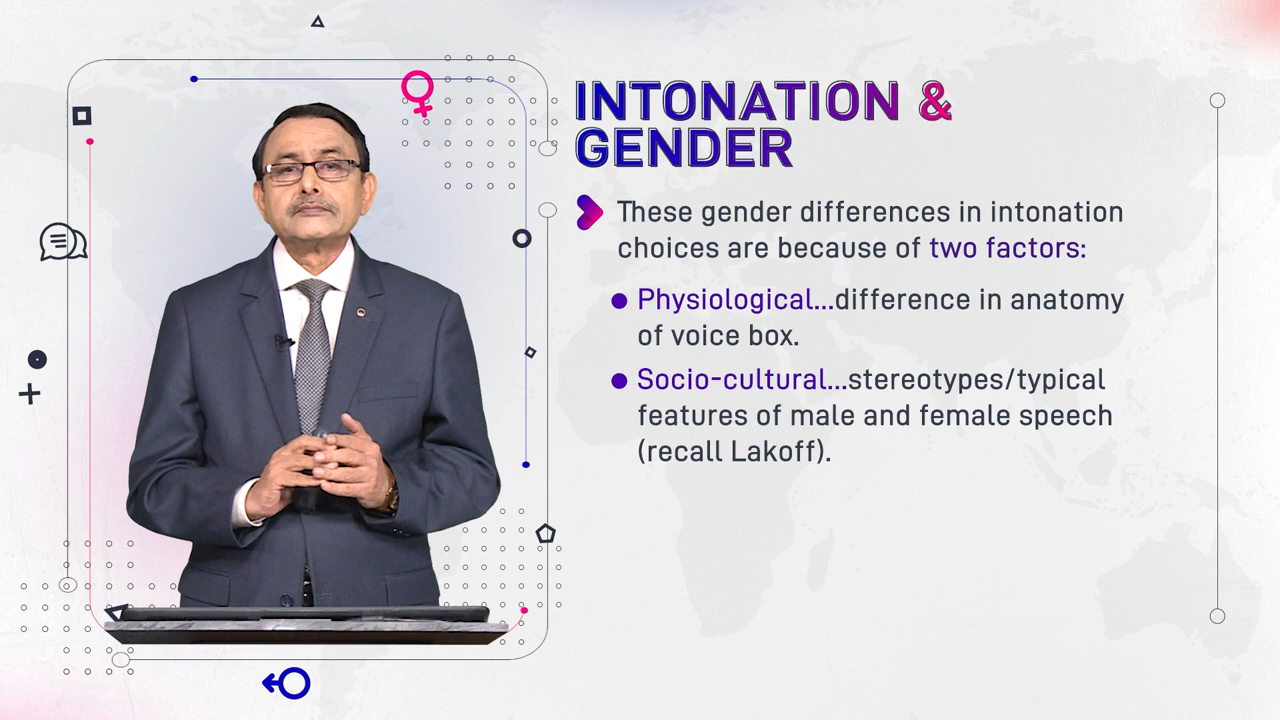 INTONATION &
GENDER
These gender differences in intonation
choices are because of two factors:
Physiological...difference in anatomy
of voice box.
Socio-cultural...stereotypes/typical
features of male and female speech
(recall Lakoff).